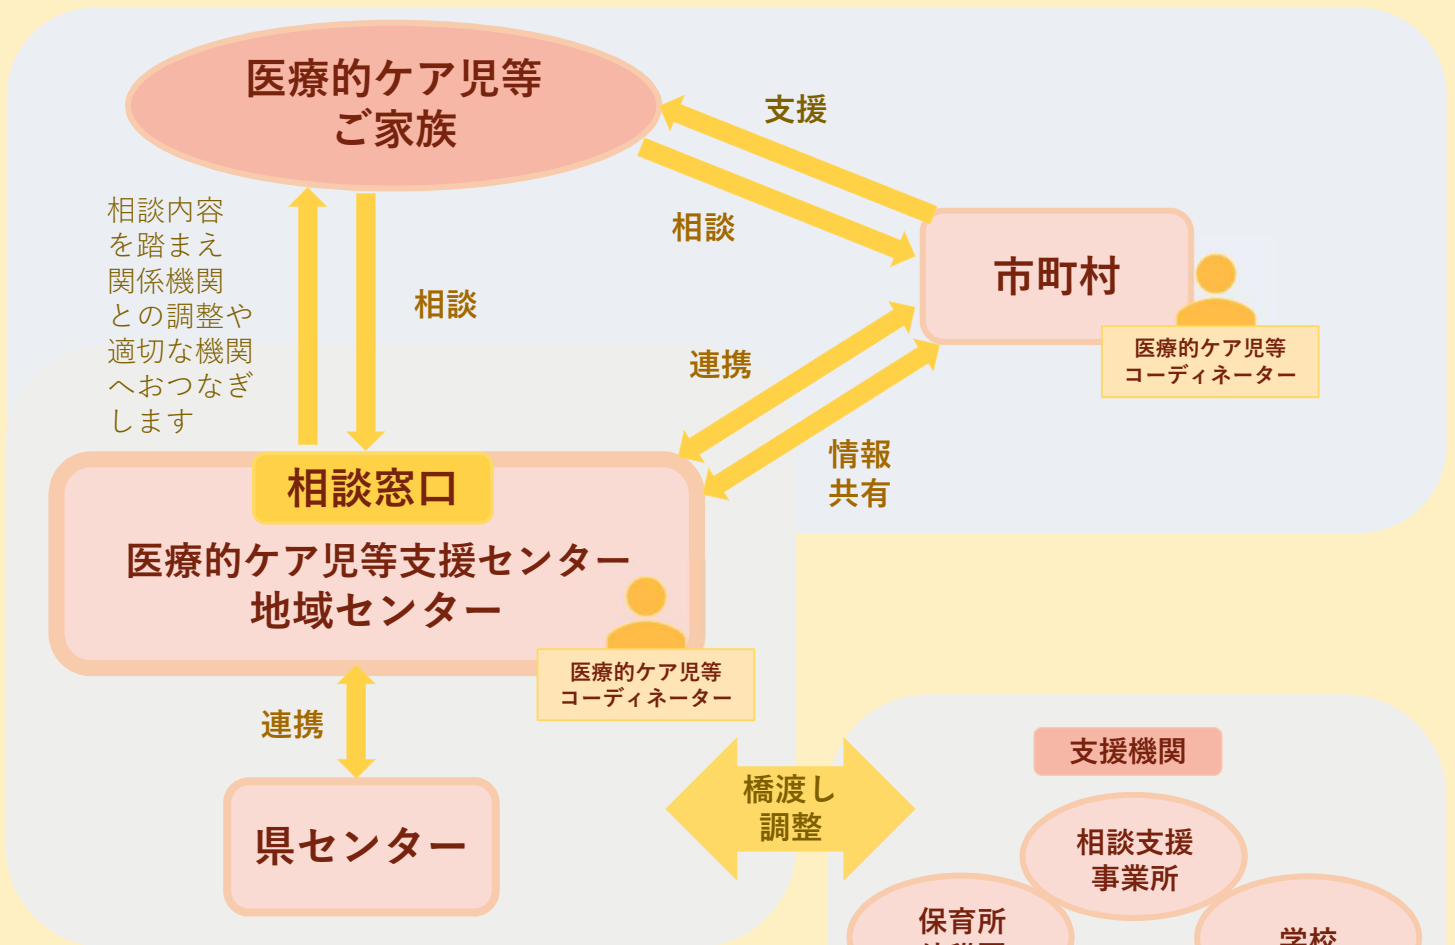 医療的ケア児等
ご家族
支援
相談
相談内容
を踏まえ
関係機関
との調整や
適切な機関
へおつなぎ
します
相談
市町村
医療的ケア児等
コーディネーター
連携
情報
共有
相談窓口
医療的ケア児等支援センター
地域センター
医療的ケア児等
コーディネーター
連携
県センター
橋渡し
調整
支援機関
相談支援
事業所
保育所
学校